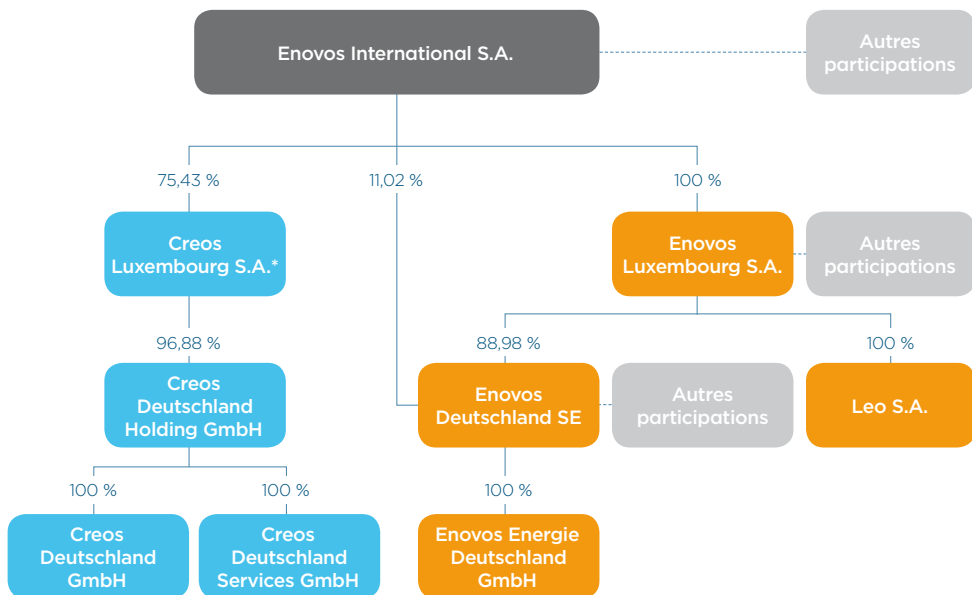 Enovos International S.A.
Autres
participations
75,43 %
11,02 %
100 %
Creos
Luxembourg S.A.*
Enovos
Luxembourg S.A.
Autres
participations
96,88 %
88,98 %
100 %
Creos
Deutschland
Holding GmbH
Enovos
Deutschland SE
Autres
participations
Leo S.A.
100 %
100 %
100 %
Creos
Deutschland
GmbH
Creos
Deutschland
Services GmbH
Enovos Energie
Deutschland
GmbH